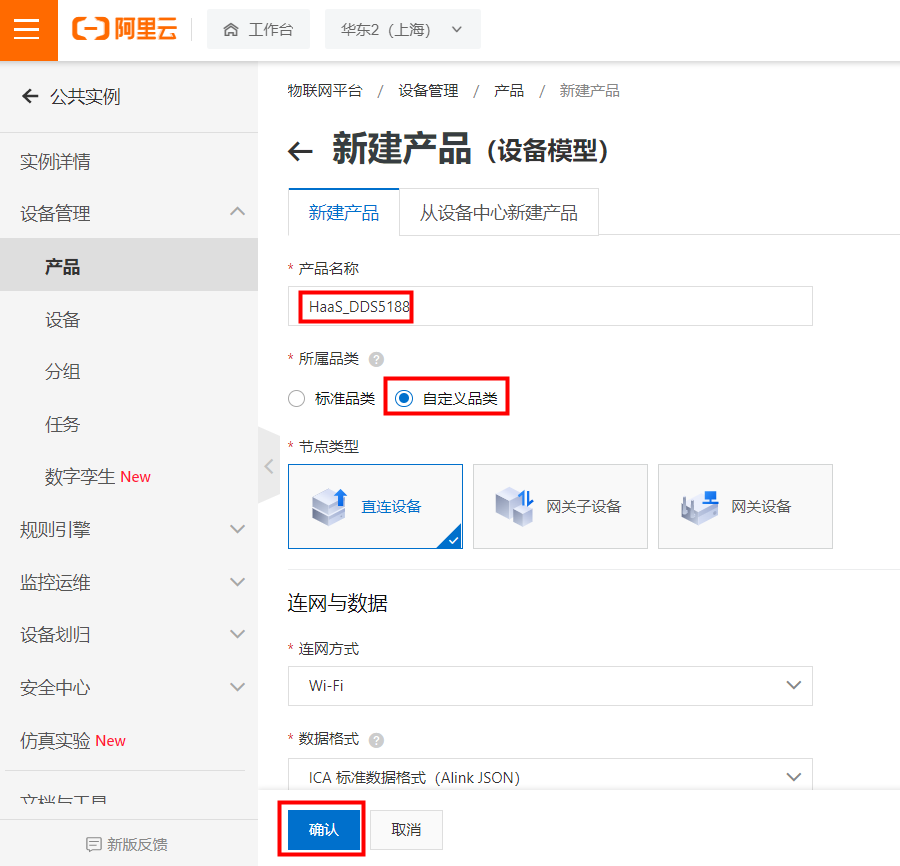 阿里云
工作台
华东2（上海）
公共实例
实例详情
设备管理
产品
设备
分组
任务
数字孪生 New
规则引擎
监控运维
设备划归
安全中心
仿真实验 New
文档与工具
新版反馈
物联网平台 / 设备管理 / 产品 / 新建产品
新建产品（设备模型）
新建产品
从设备中心新建产品
* 产品名称
HaaS_DDS5188
* 所属品类 ?
标准品类
自定义品类
* 节点类型
直连设备
网关子设备
网关设备
连网与数据
* 连网方式
Wi-Fi
* 数据格式 ?
ICA 标准数据格式（Alink JSON）
确认
取消